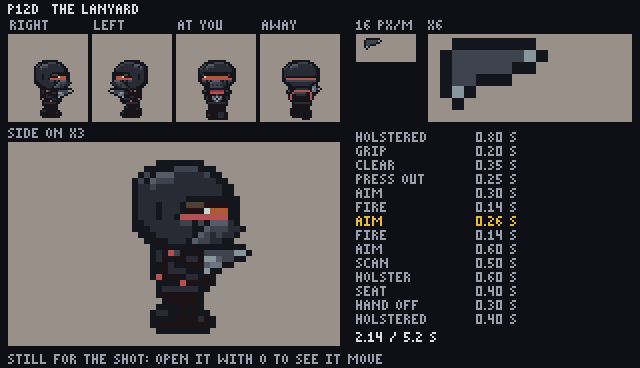 P12D THE LANYARD
RIGHT LEFT AT YOU AWAY 16 PX/M X6
SIDE ON X3
HOLSTERED 0.80 S
GRIP 0.20 S
CLEAR 0.35 S
PRESS OUT 0.25 S
AIM 0.30 S
FIRE 0.14 S
AIM 0.26 S
FIRE 0.14 S
AIM 0.60 S
SCAN 0.50 S
HOLSTER 0.60 S
SEAT 0.40 S
HAND OFF 0.30 S
HOLSTERED 0.40 S
2.14 / 5.2 S
STILL FOR THE SHOT: OPEN IT WITH O TO SEE IT MOVE